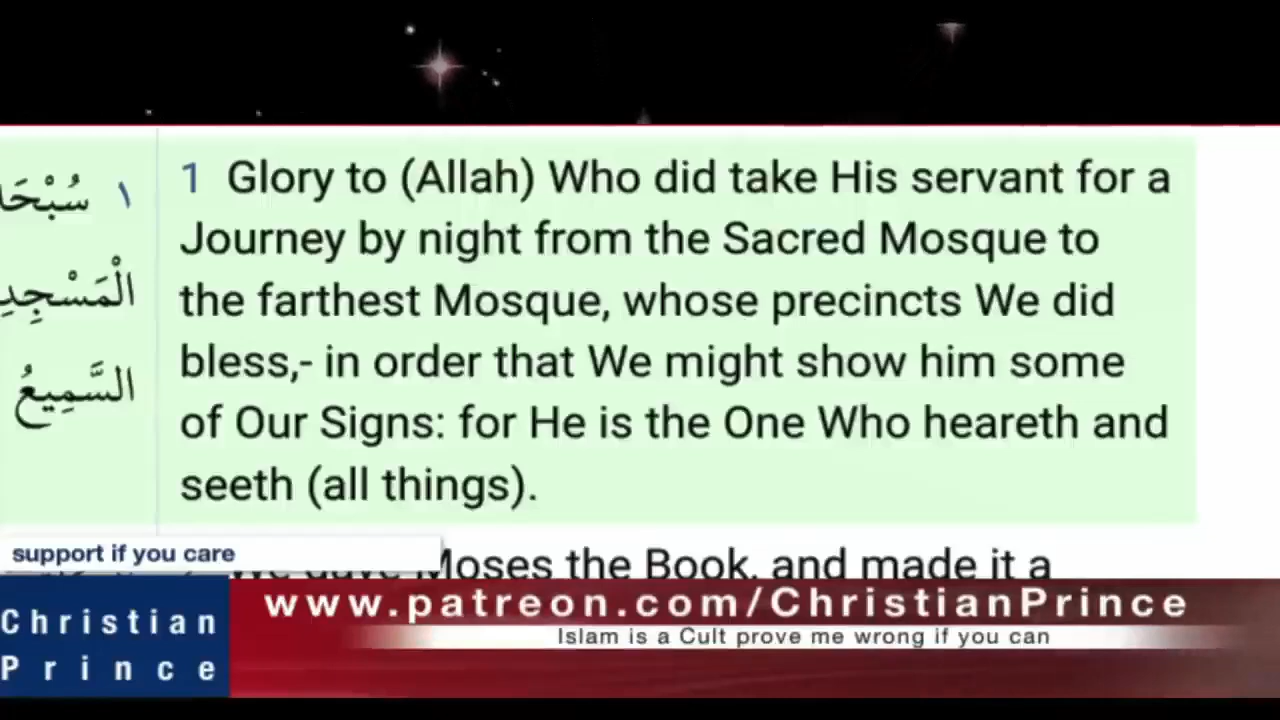 ١ سُبْحَا
الْمَسْجِدِ
السَّمِيعُ
1 Glory to (Allah) Who did take His servant for a
Journey by night from the Sacred Mosque to
the farthest Mosque, whose precincts We did
bless,- in order that We might show him some
of Our Signs: for He is the One Who heareth and
seeth (all things).
We gave Moses the Book, and made it a
support if you care
Christian
Prince
www.patreon.com/ChristianPrince
Islam is a Cult prove me wrong if you can